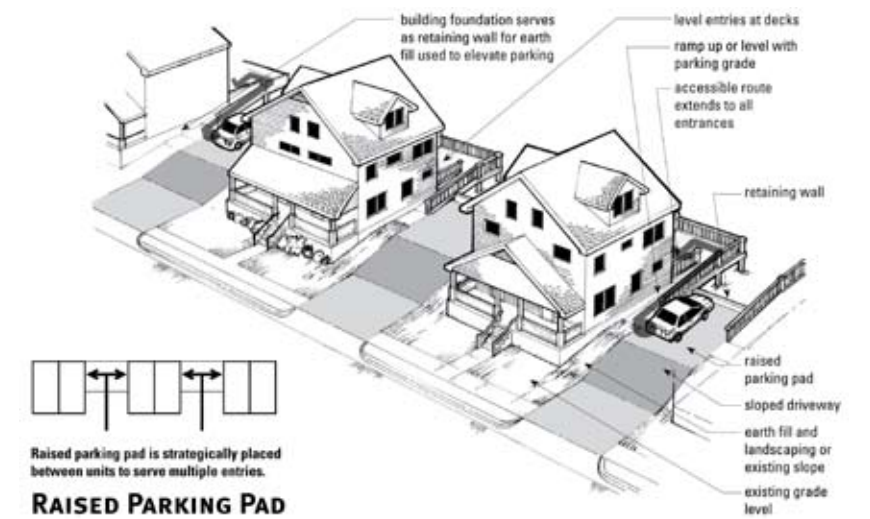 building foundation serves
as retaining wall for earth
fill used to elevate parking
level entries at decks
ramp up or level with
parking grade
accessible route
extends to all
entrances
retaining wall
raised
parking pad
sloped driveway
earth fill and
landscaping or
existing slope
existing grade
level
Raised parking pad is strategically placed
between units to serve multiple entries.
RAISED PARKING PAD